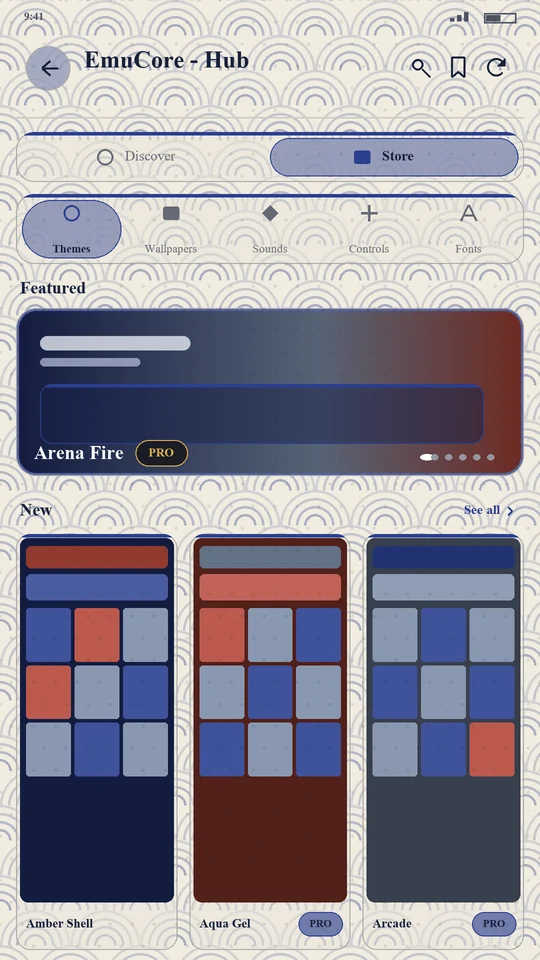 9:41
EmuCore - Hub
Discover
Store
Themes
Wallpapers
Sounds
Controls
Fonts
Featured
Arena Fire
PRO
New
See all
Amber Shell
Aqua Gel
PRO
Arcade
PRO